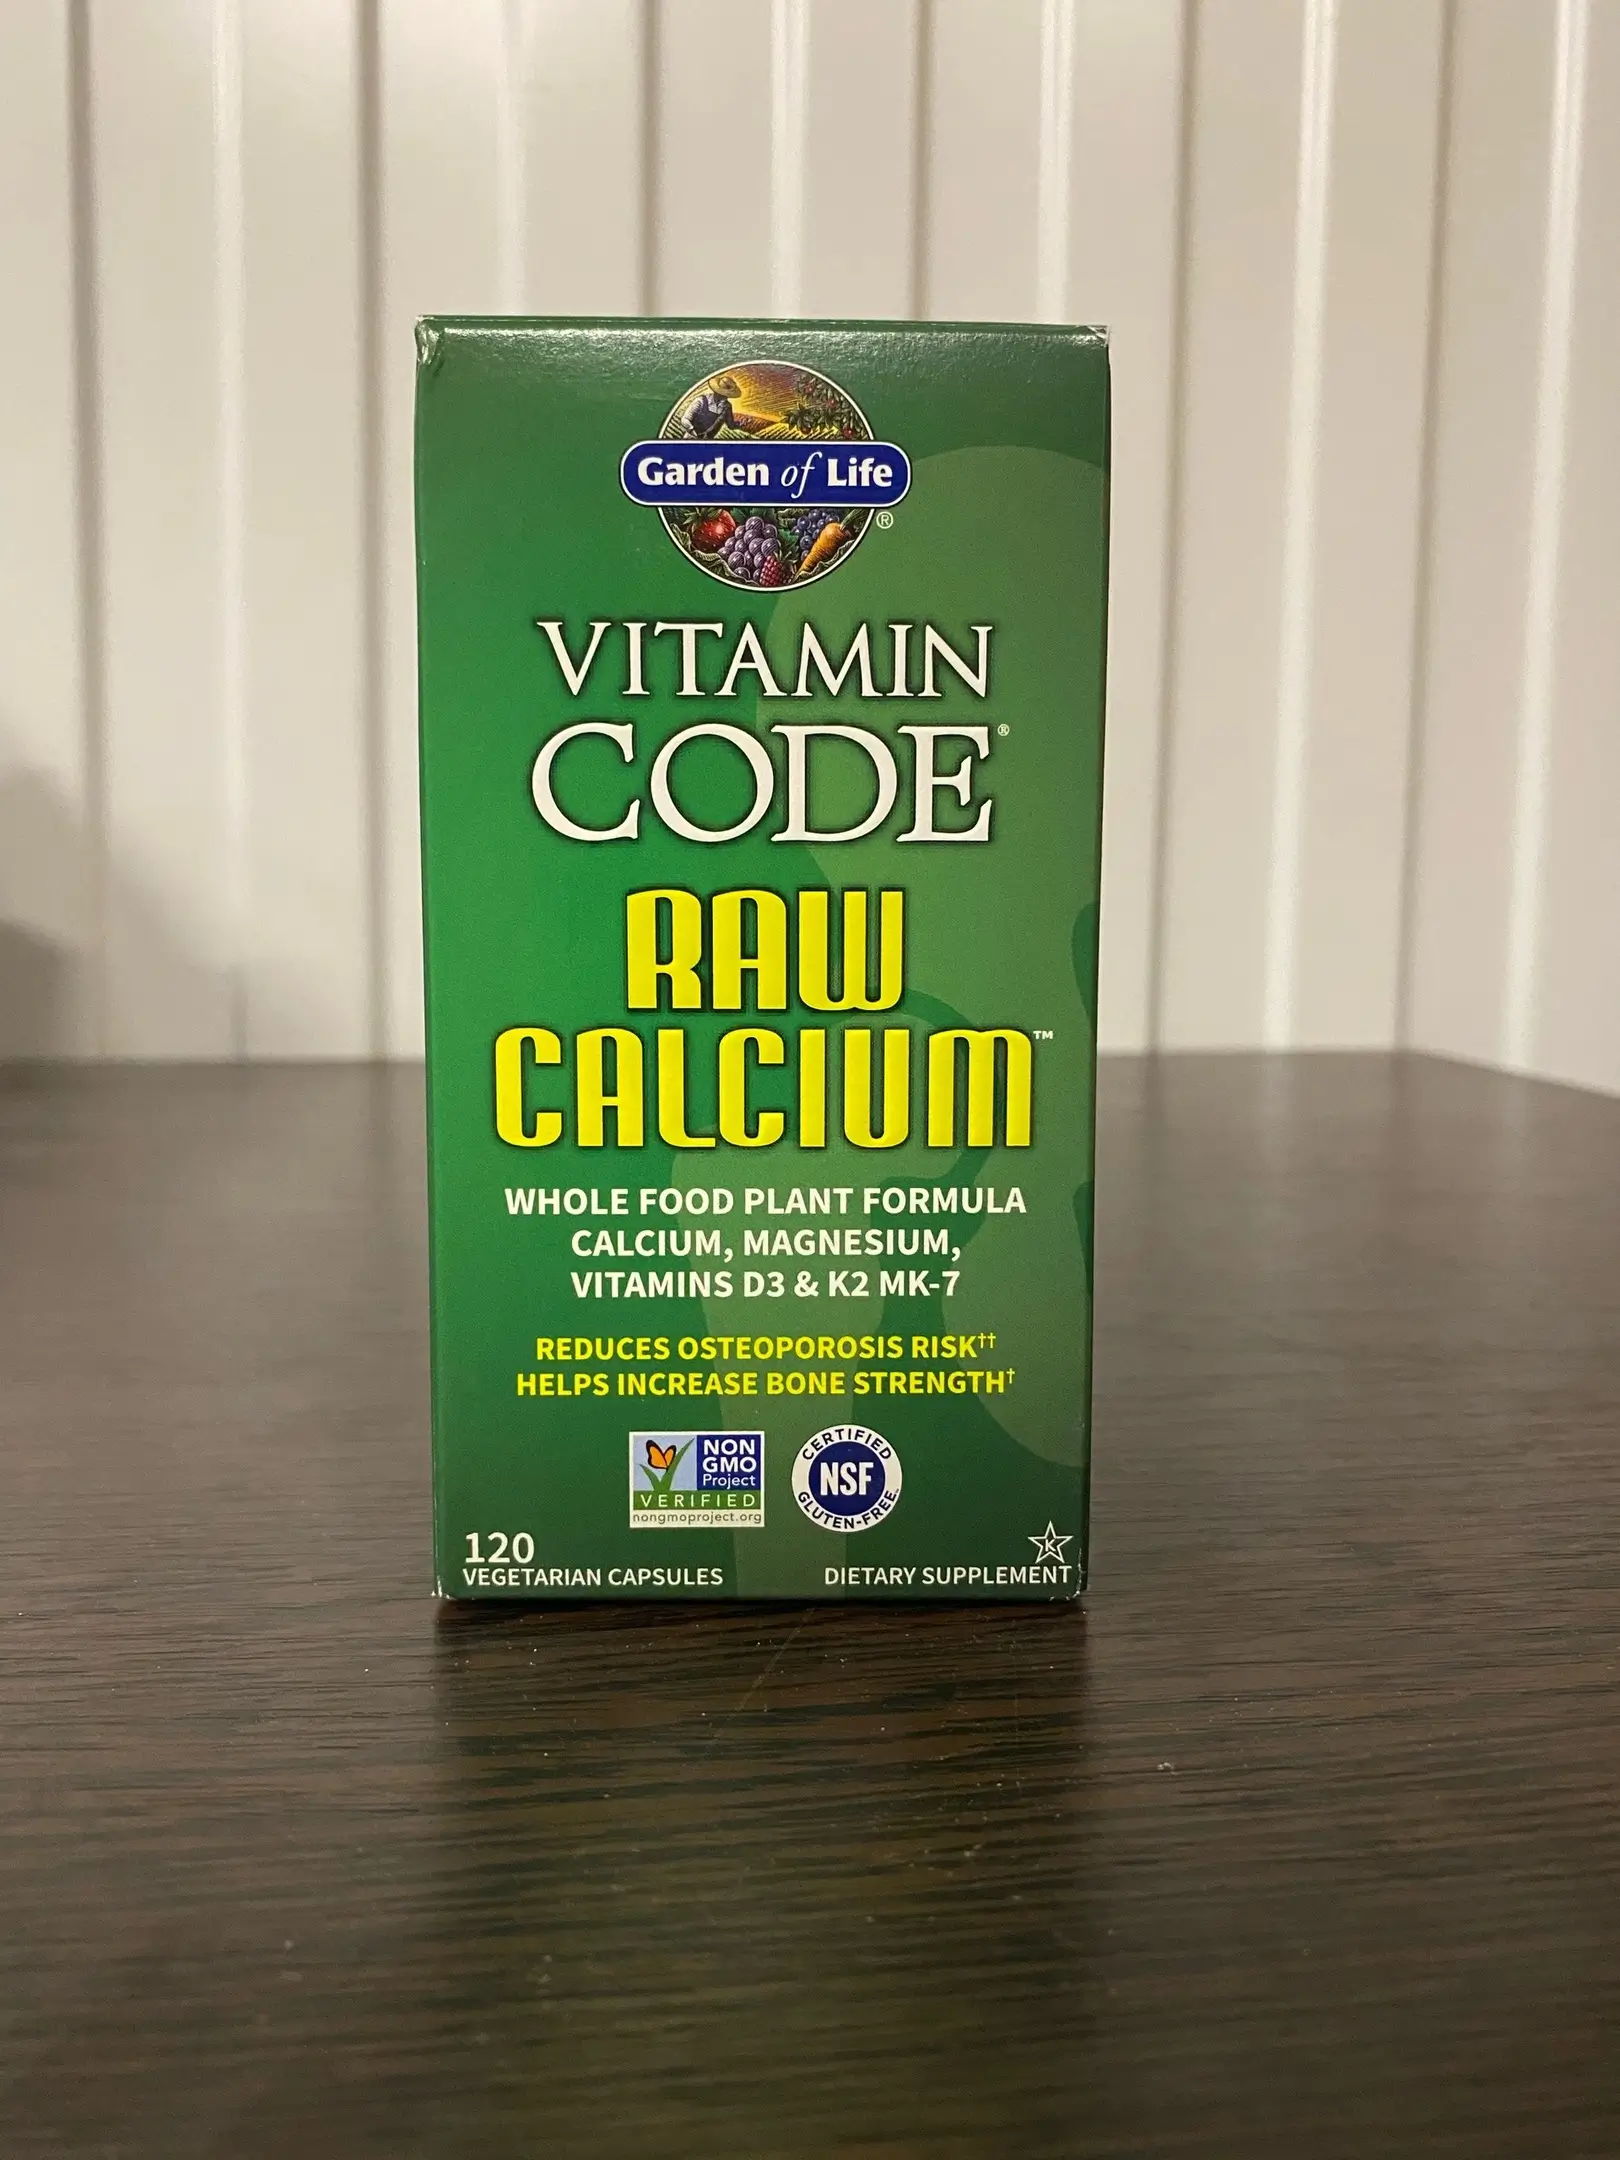 Garden of Life
®
VITAMIN
CODE®
RAW
CALCIUM™
WHOLE FOOD PLANT FORMULA
CALCIUM, MAGNESIUM,
VITAMINS D3 & K2 MK-7
REDUCES OSTEOPOROSIS RISK††
HELPS INCREASE BONE STRENGTH†
NON
GMO
Project
VERIFIED
nongmoproject.org
CERTIFIED
NSF
GLUTEN-FREE
120
VEGETARIAN CAPSULES
K
DIETARY SUPPLEMENT